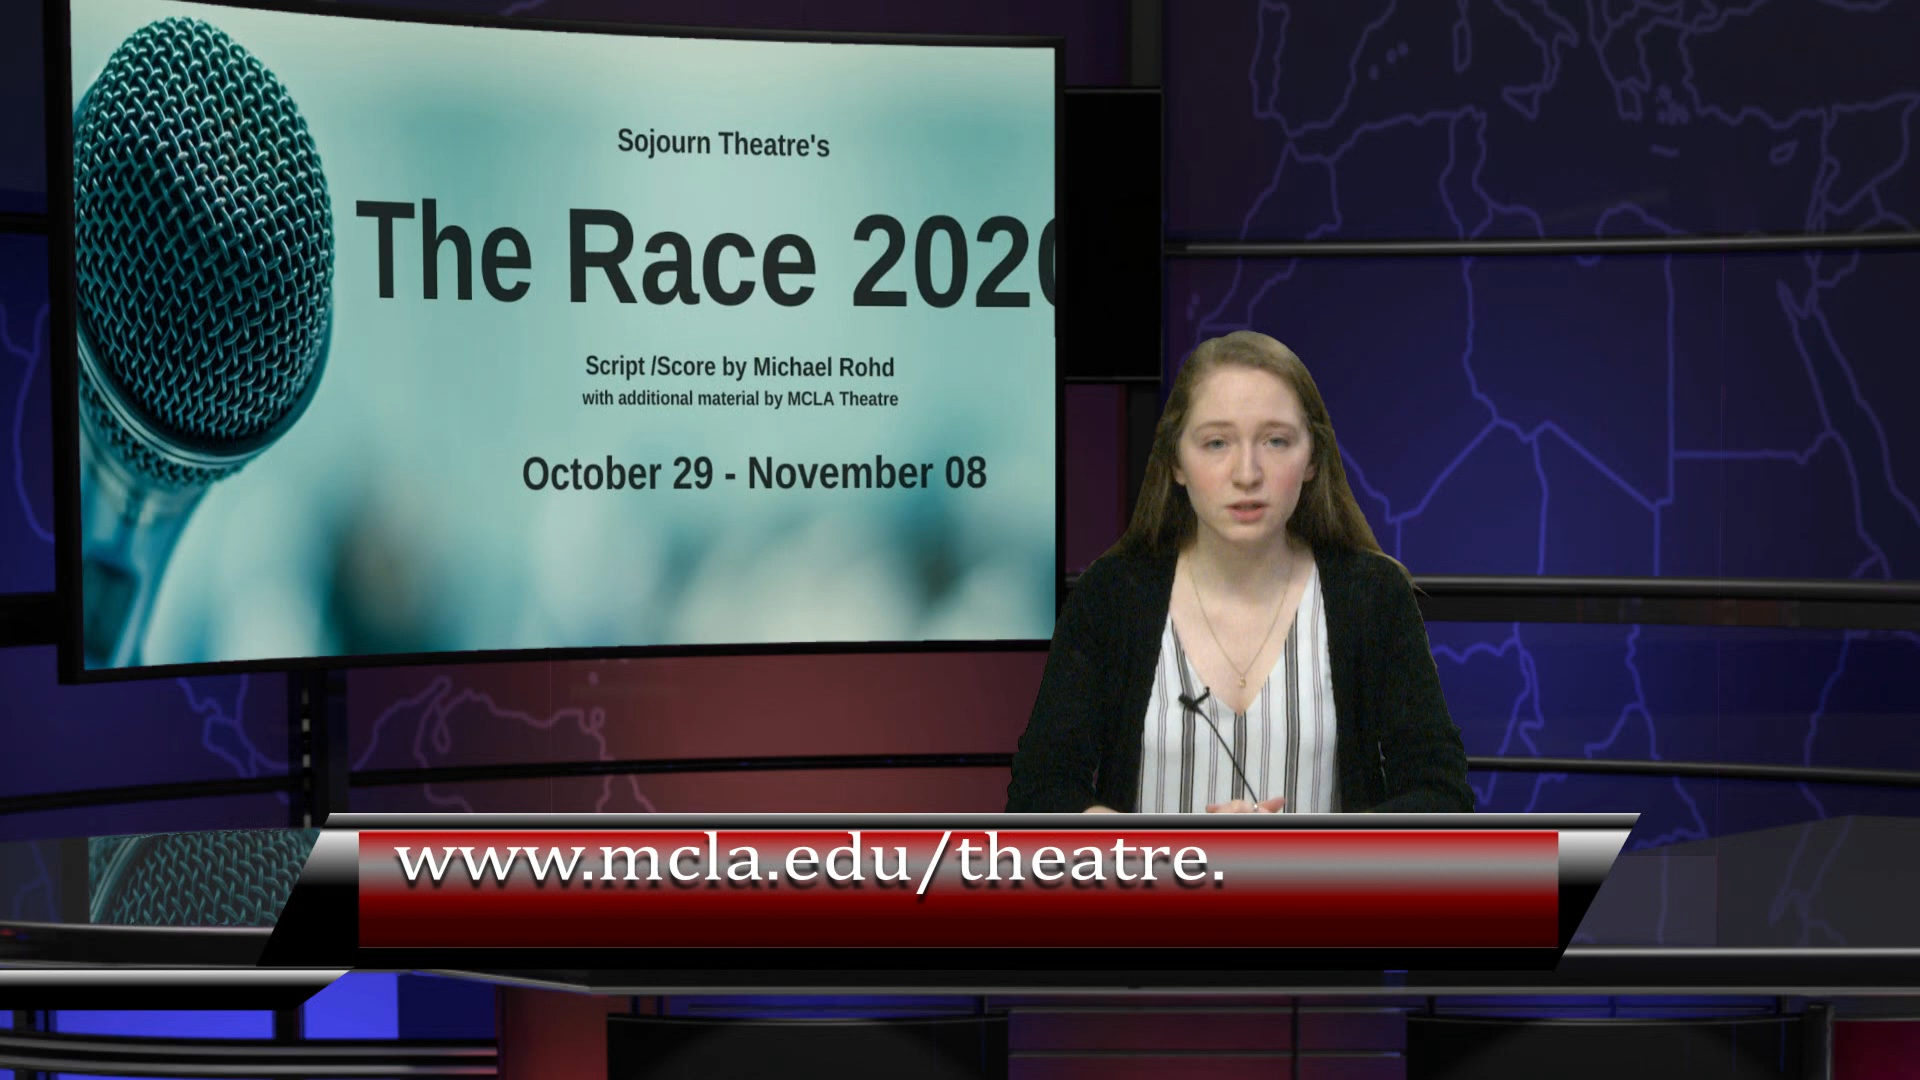 Sojourn Theatre's
The Race 2020
Script /Score by Michael Rohd
with additional material by MCLA Theatre
October 29 - November 08
www.mcla.edu/theatre.